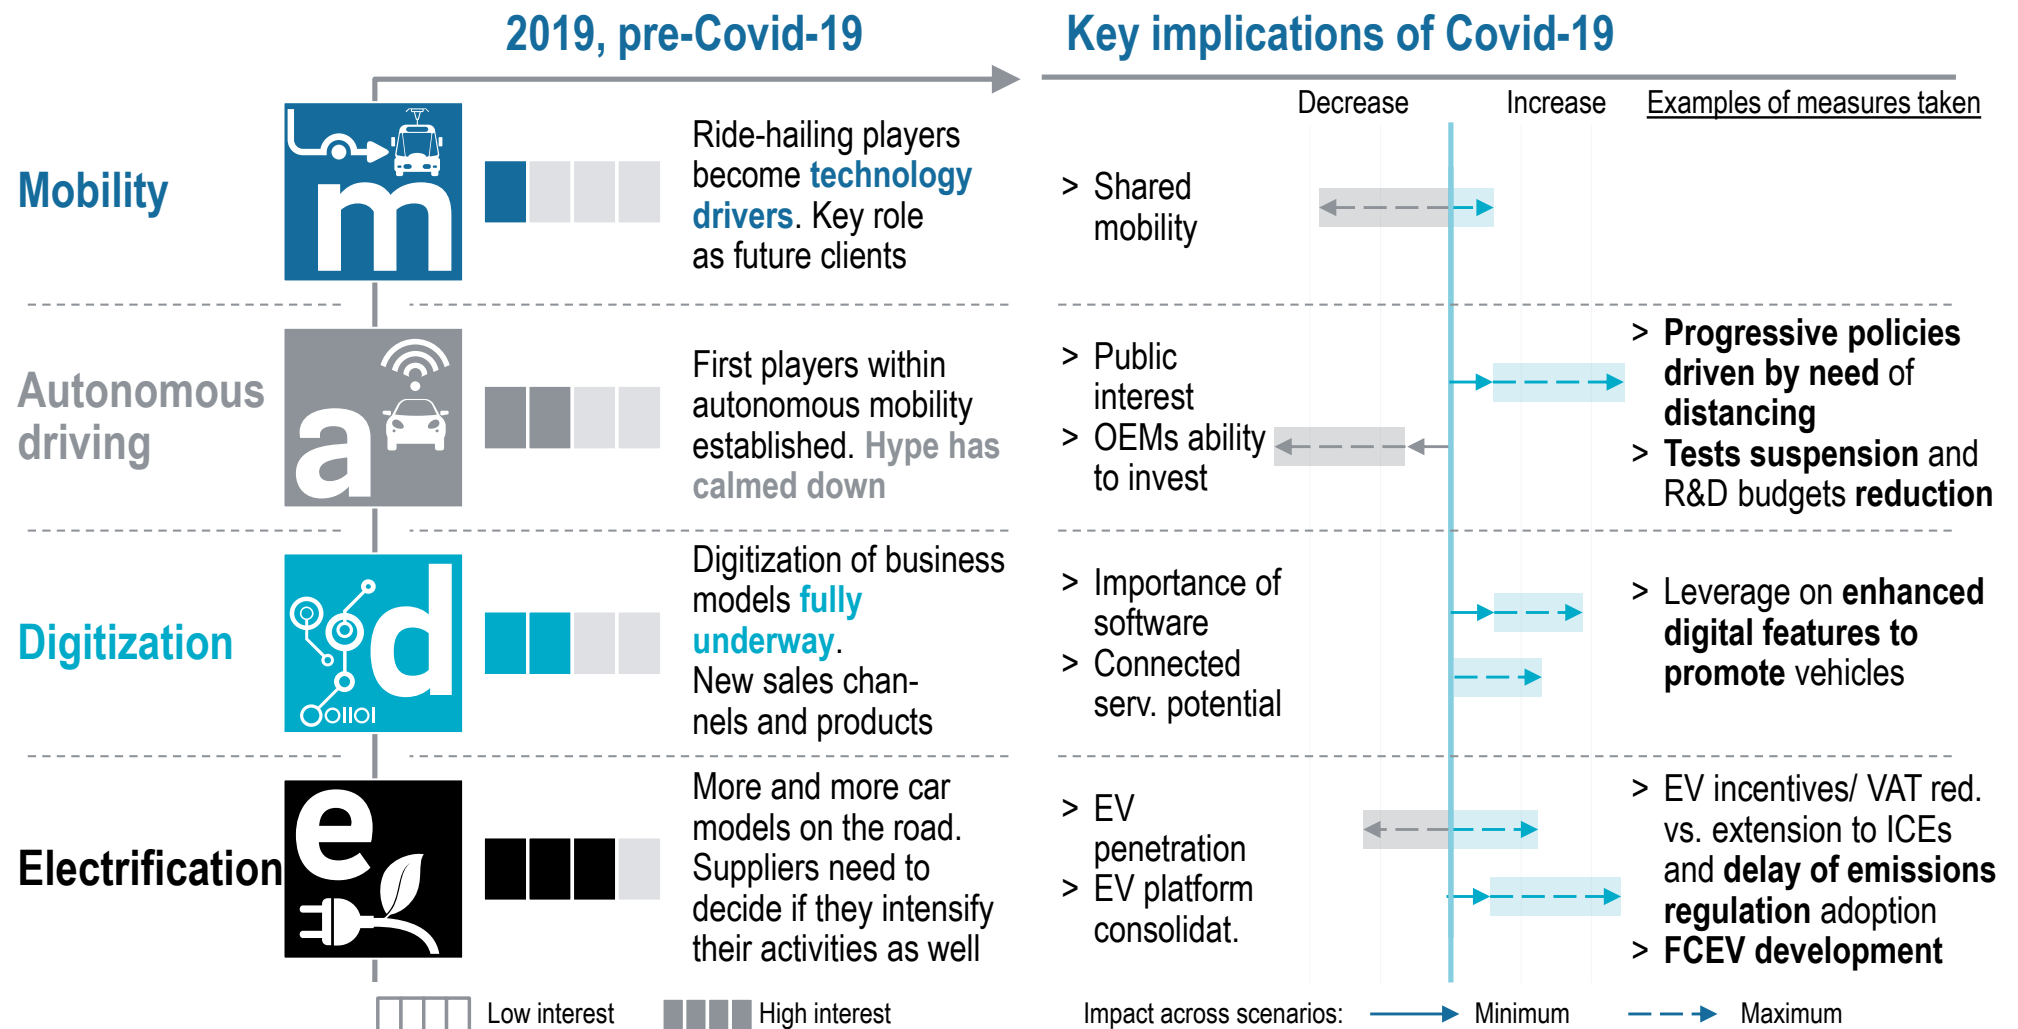 2019, pre-Covid-19
Key implications of Covid-19
Decrease
Increase
Examples of measures taken
Mobility
m
Ride-hailing players
become technology
drivers. Key role
as future clients
> Shared
mobility
Autonomous
driving
a
First players within
autonomous mobility
established. Hype has
calmed down
> Public
interest
> OEMs ability
to invest
> Progressive policies
driven by need of
distancing
> Tests suspension and
R&D budgets reduction
Digitization
d
OOIIOI
Digitization of business
models fully
underway.
New sales chan-
nels and products
> Importance of
software
> Connected
serv. potential
> Leverage on enhanced
digital features to
promote vehicles
Electrification
e
More and more car
models on the road.
Suppliers need to
decide if they intensify
their activities as well
> EV
penetration
> EV platform
consolidat.
> EV incentives/ VAT red.
vs. extension to ICEs
and delay of emissions
regulation adoption
> FCEV development
Low interest
High interest
Impact across scenarios:
Minimum
Maximum